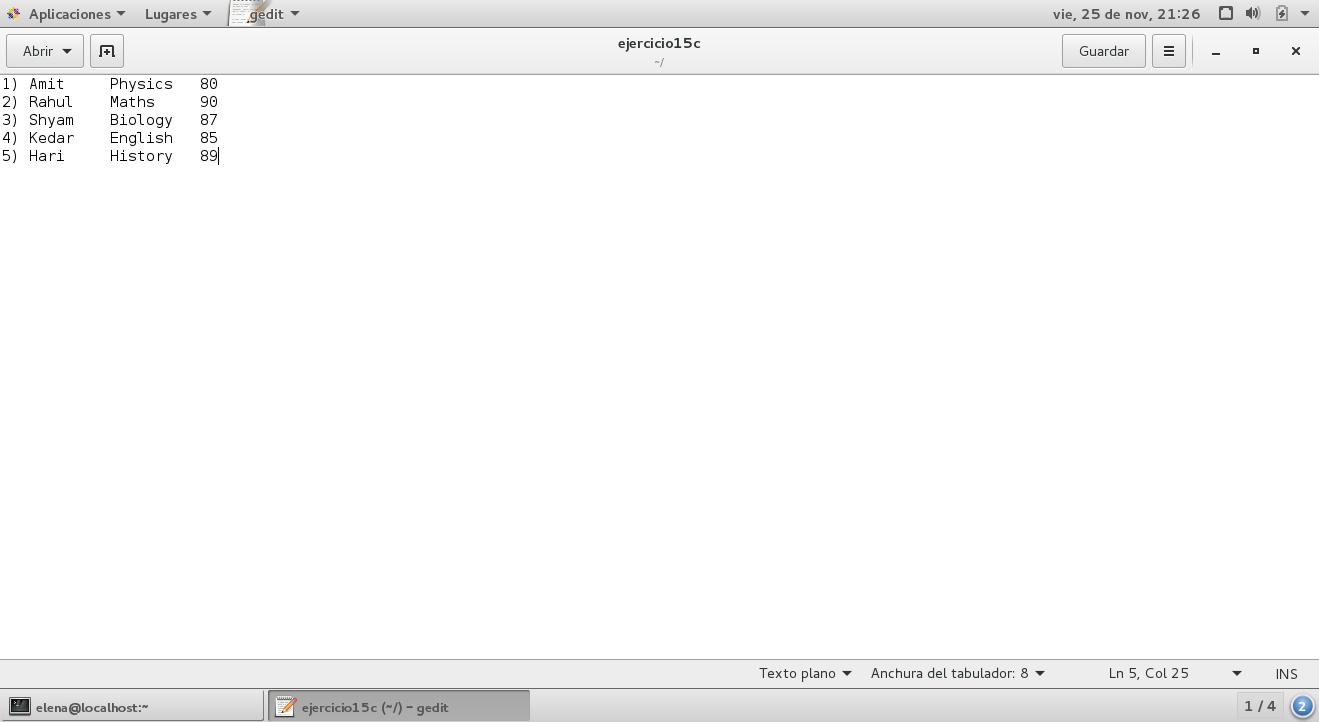 Aplicaciones Lugares gedit vie, 25 de nov, 21:26
Abrir ejercicio15c Guardar
~/
1) Amit     Physics   80
2) Rahul    Maths     90
3) Shyam    Biology   87
4) Kedar    English   85
5) Hari     History   89
Texto plano Anchura del tabulador: 8 Ln 5, Col 25 INS
elena@localhost:~ ejercicio15c (~/) - gedit 1 / 4 2